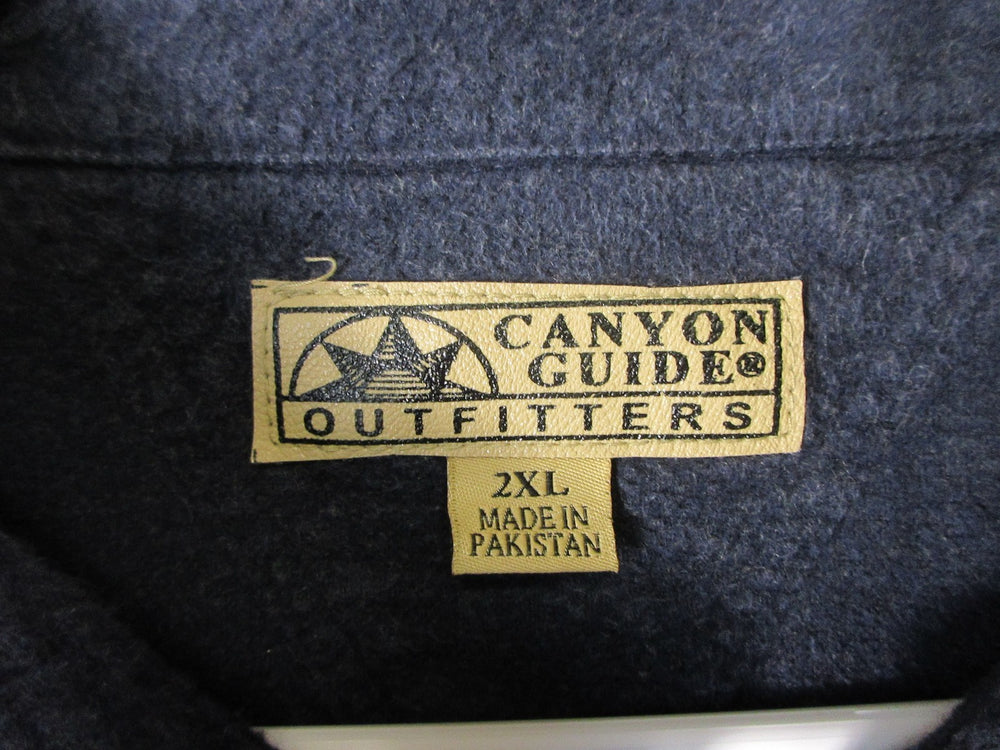 CANYON
GUIDE®
OUTFITTERS
2XL
MADE IN
PAKISTAN